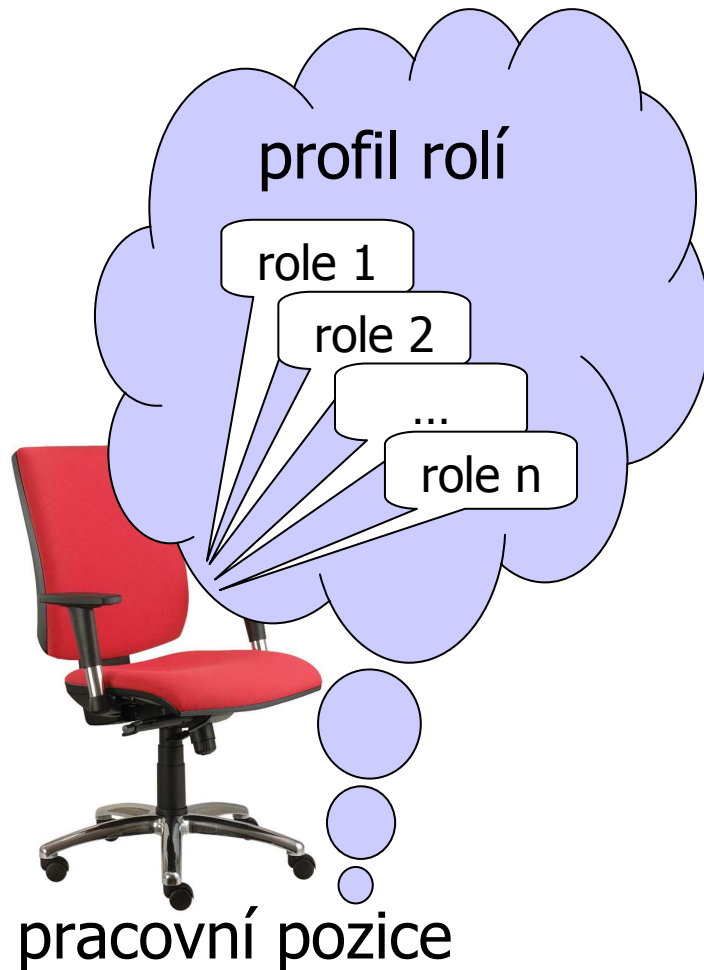 profil rolí
role 1
role 2
...
role n
pracovní pozice